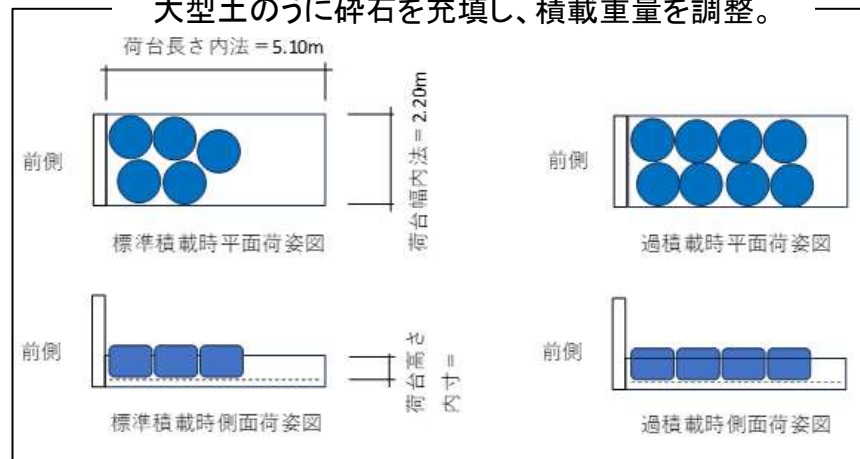 大型土のうに砕石を充填し、積載重量を調整。
荷台長さ内法=5.10m
前側
荷台幅内法=2.20m
標準積載時平面荷姿図
前側
過積載時平面荷姿図
前側
荷台高さ
内寸=
標準積載時側面荷姿図
前側
過積載時側面荷姿図